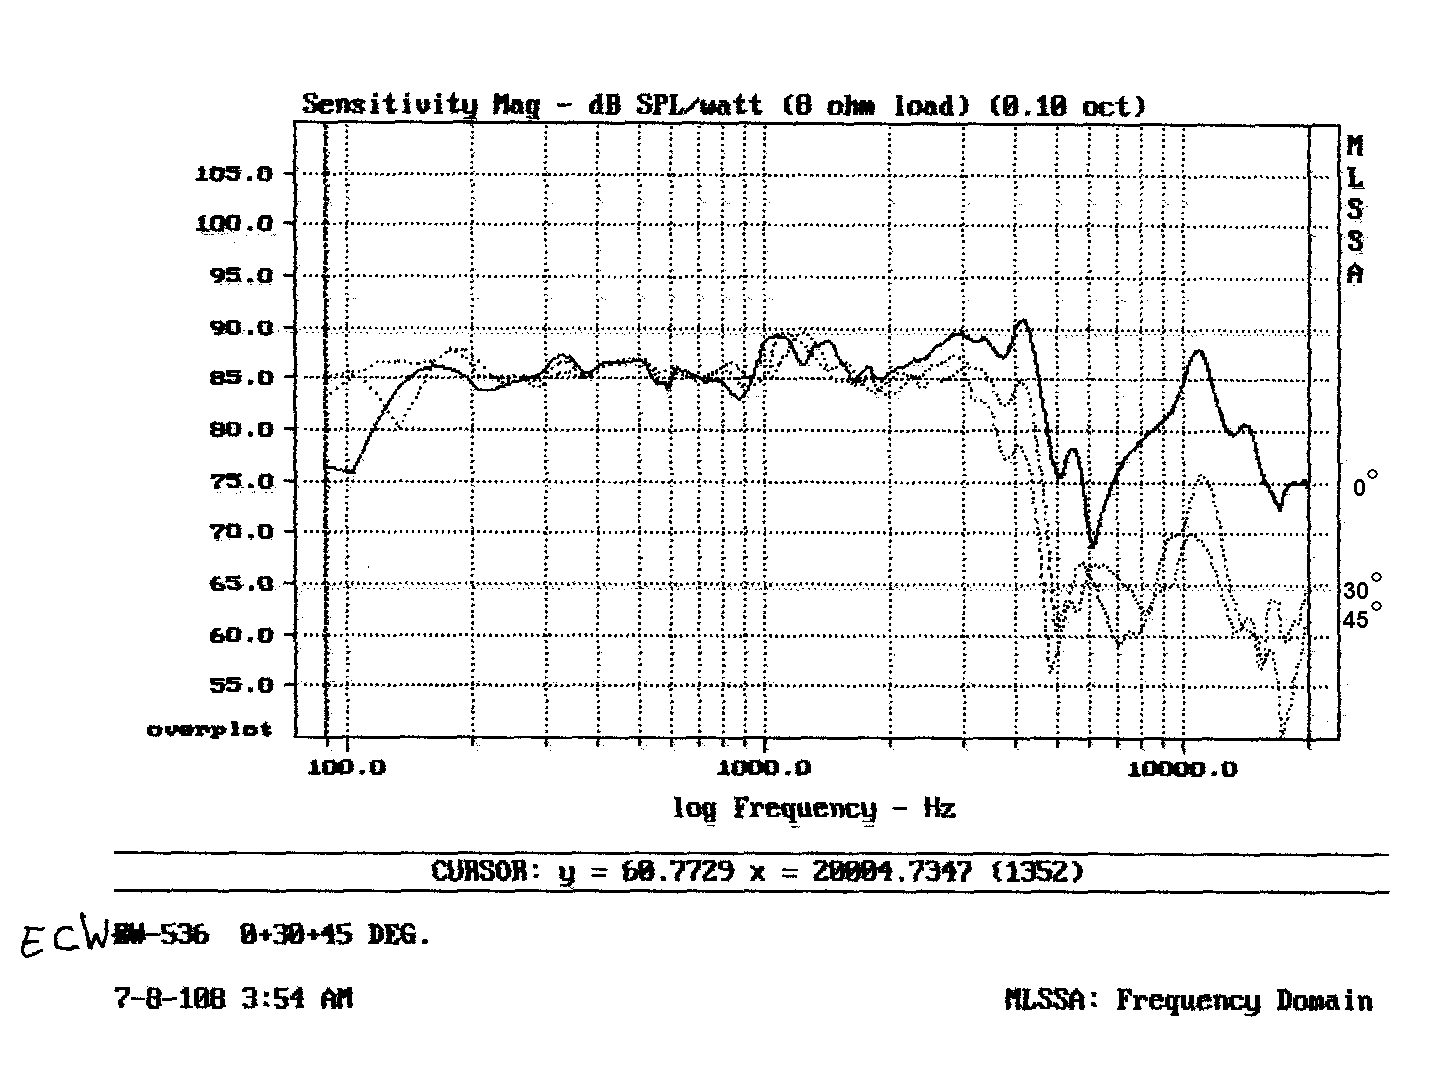 Sensitivity Mag - dB SPL/watt (8 ohm load) (0.10 oct)
MLSSA
105.0
100.0
95.0
90.0
85.0
80.0
75.0
70.0
65.0
60.0
55.0
overplot
0°
30°
45°
100.0 1000.0 10000.0
log Frequency - Hz
CURSOR: y = 60.7729 x = 20004.7347 (1352)
ECW-536 0+30+45 DEG.
7-8-108 3:54 AM
MLSSA: Frequency Domain